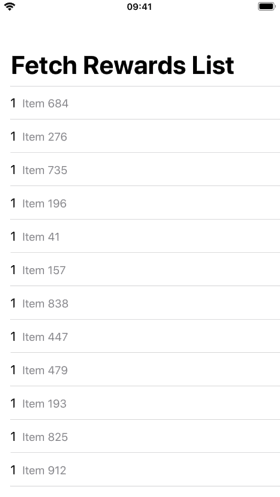 09:41
Fetch Rewards List
1 Item 684
1 Item 276
1 Item 735
1 Item 196
1 Item 41
1 Item 157
1 Item 838
1 Item 447
1 Item 479
1 Item 193
1 Item 825
1 Item 912